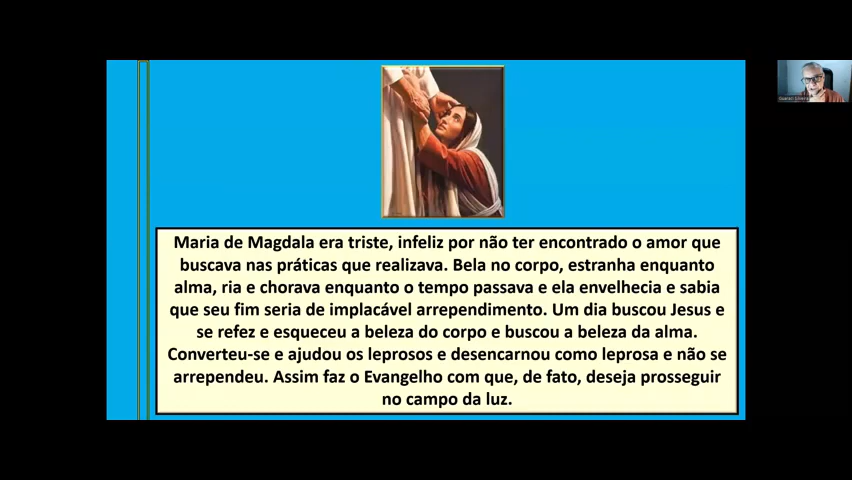 Maria de Magdala era triste, infeliz por não ter encontrado o amor que
buscava nas práticas que realizava. Bela no corpo, estranha enquanto
alma, ria e chorava enquanto o tempo passava e ela envelhecia e sabia
que seu fim seria de implacável arrependimento. Um dia buscou Jesus e
se refez e esqueceu a beleza do corpo e buscou a beleza da alma.
Converteu-se e ajudou os leprosos e desencarnou como leprosa e não se
arrependeu. Assim faz o Evangelho com que, de fato, deseja prosseguir
no campo da luz.